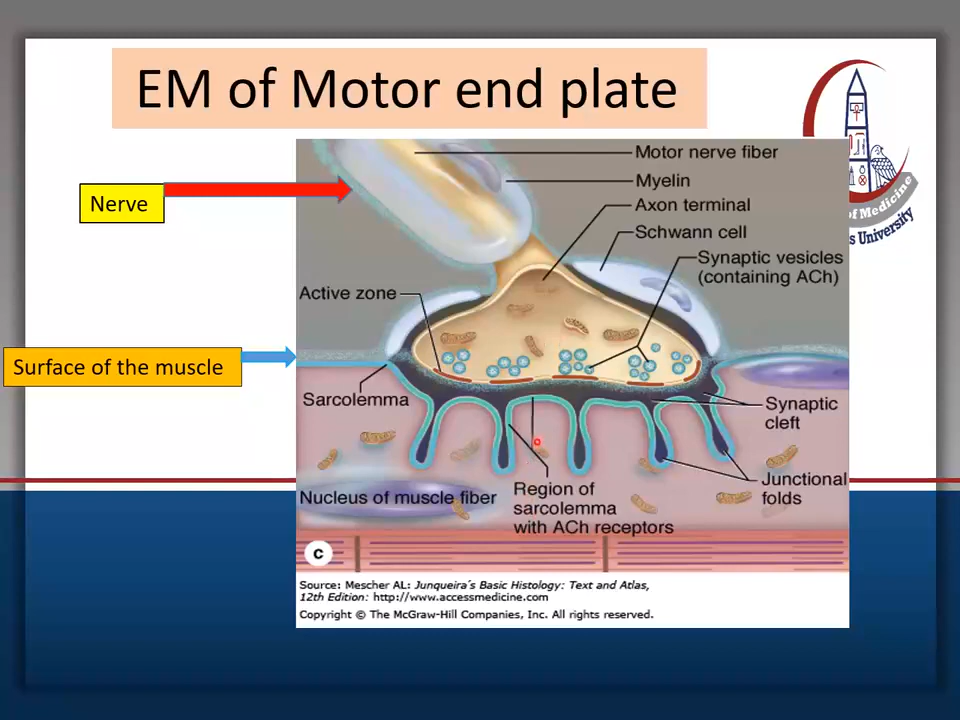 EM of Motor end plate
Motor nerve fiber
Myelin
Nerve
Axon terminal
of Medicine
Schwann cell
University
Synaptic vesicles
(containing ACh)
Active zone
Surface of the muscle
Sarcolemma
Synaptic
cleft
Junctional
folds
Nucleus of muscle fiber
Region of
sarcolemma
with ACh receptors
c
Source: Mescher AL: Junqueira's Basic Histology: Text and Atlas,
12th Edition: http://www.accessmedicine.com
Copyright © The McGraw-Hill Companies, Inc. All rights reserved.